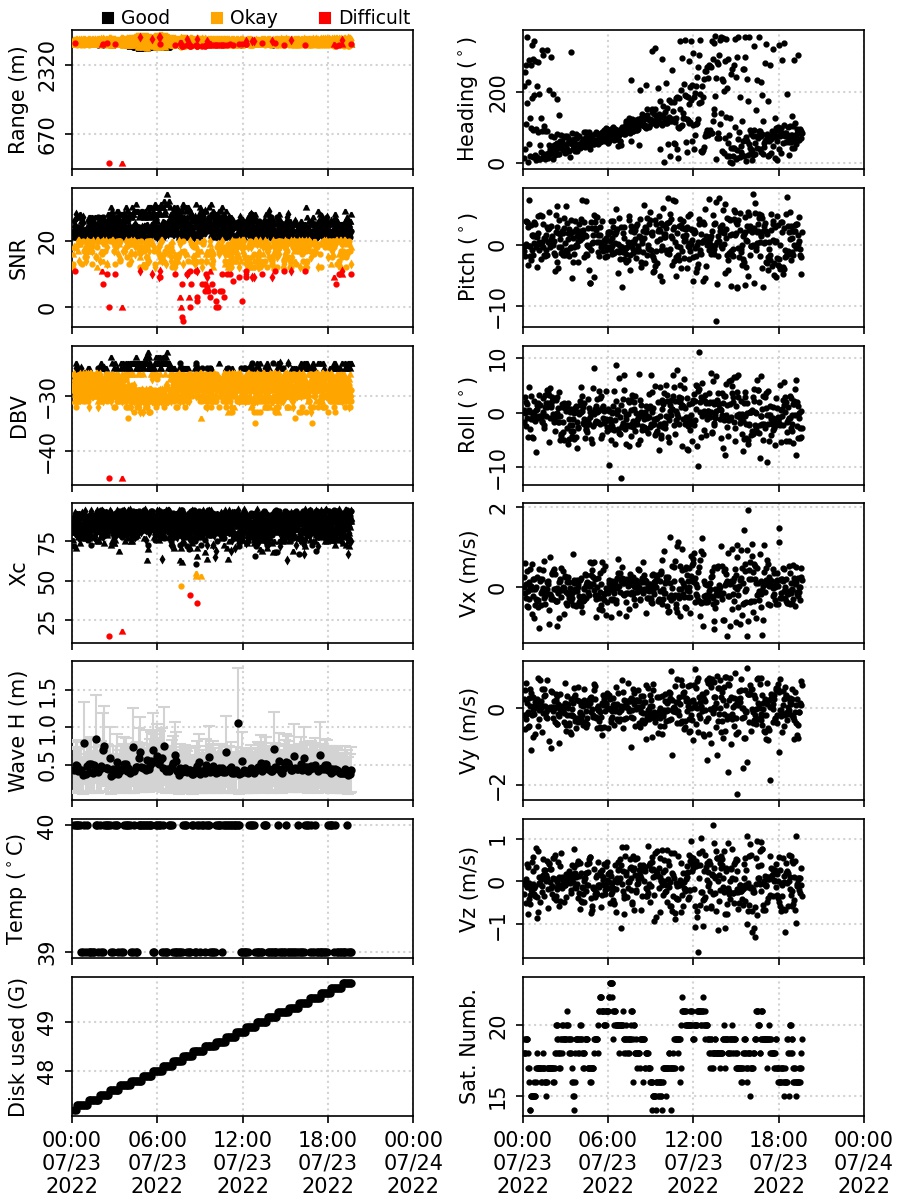 Good Okay Difficult
Range (m)
2320
670
Heading (°)
200
0
SNR
20
0
Pitch (°)
0
−10
DBV
−30
−40
Roll (°)
10
0
−10
Xc
75
50
25
Vx (m/s)
2
0
Wave H (m)
1.5
1.0
0.5
Vy (m/s)
0
−2
Temp (°C)
40
39
Vz (m/s)
1
0
−1
Disk used (G)
49
48
Sat. Numb.
20
15
00:00 06:00 12:00 18:00 00:00
07/23 07/23 07/23 07/23 07/24
2022 2022 2022 2022 2022
00:00 06:00 12:00 18:00 00:00
07/23 07/23 07/23 07/23 07/24
2022 2022 2022 2022 2022